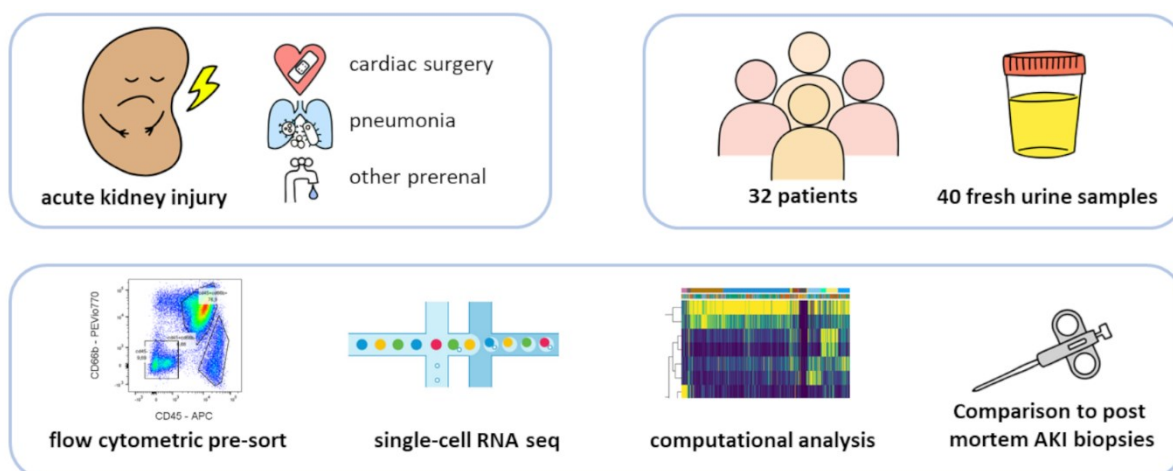 cardiac surgery
pneumonia
other prerenal
acute kidney injury
32 patients
40 fresh urine samples
CD66b - PEVio770
CD45 - APC
flow cytometric pre-sort
single-cell RNA seq
computational analysis
Comparison to post
mortem AKI biopsies